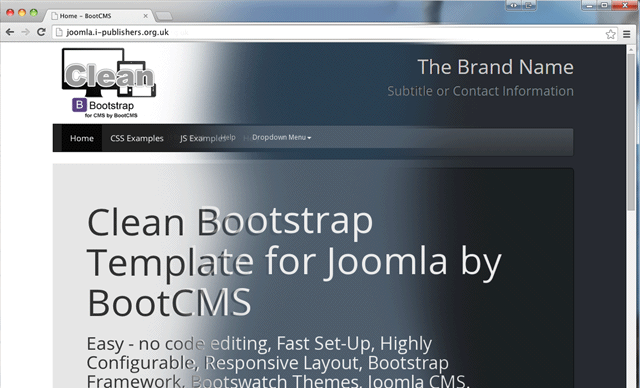 Home - BootCMS
joomla.i-publishers.org.uk
Clean
B Bootstrap
for CMS by BootCMS
The Brand Name
Subtitle or Contact Information
Home CSS Examples JS Examples Help Dropdown Menu
Clean Bootstrap
Template for Joomla by
BootCMS
Easy - no code editing, Fast Set-Up, Highly
Configurable, Responsive Layout, Bootstrap
Framework, Bootswatch Themes, Joomla CMS,